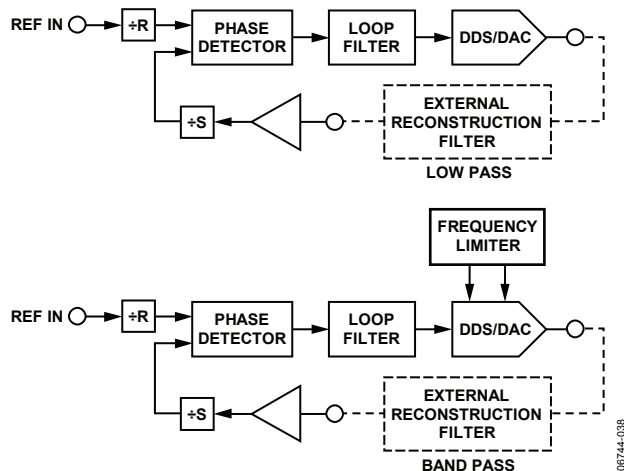 REF IN
÷R
PHASE
DETECTOR
LOOP
FILTER
DDS/DAC
÷S
EXTERNAL
RECONSTRUCTION
FILTER
LOW PASS
FREQUENCY
LIMITER
REF IN
÷R
PHASE
DETECTOR
LOOP
FILTER
DDS/DAC
÷S
EXTERNAL
RECONSTRUCTION
FILTER
BAND PASS
06744-038